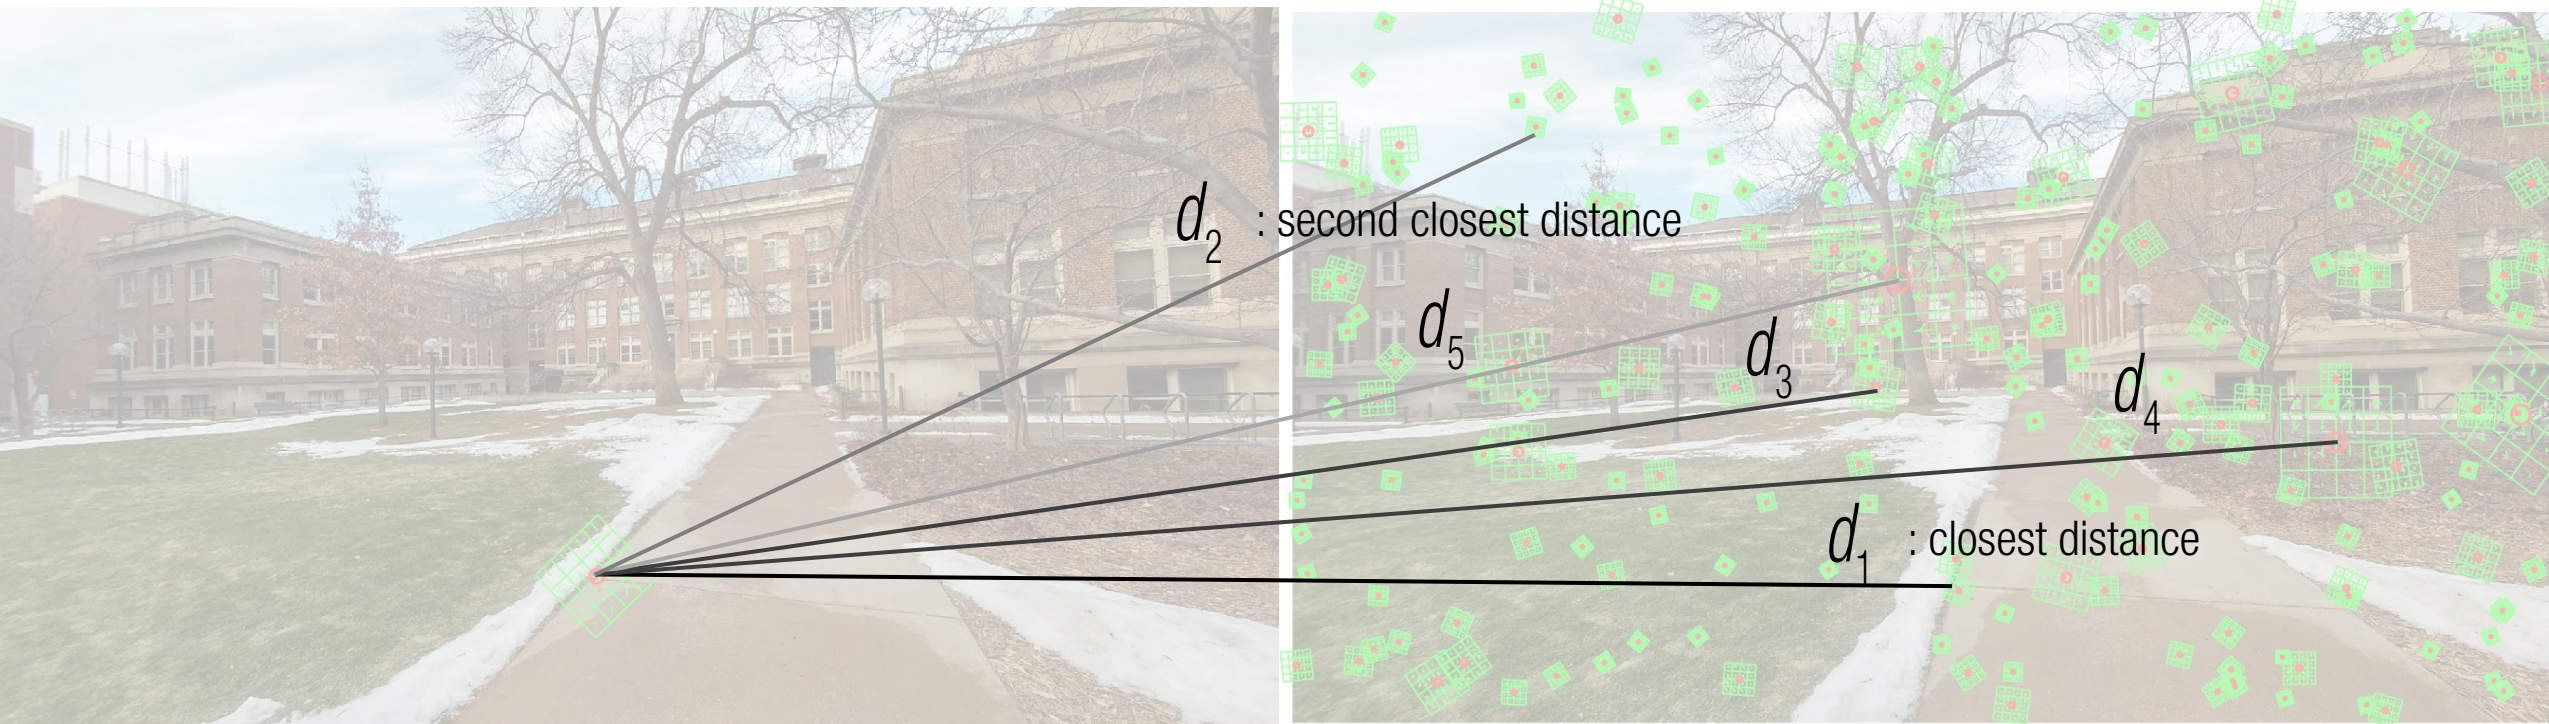 d2 : second closest distance
d5
d3
d4
d1 : closest distance